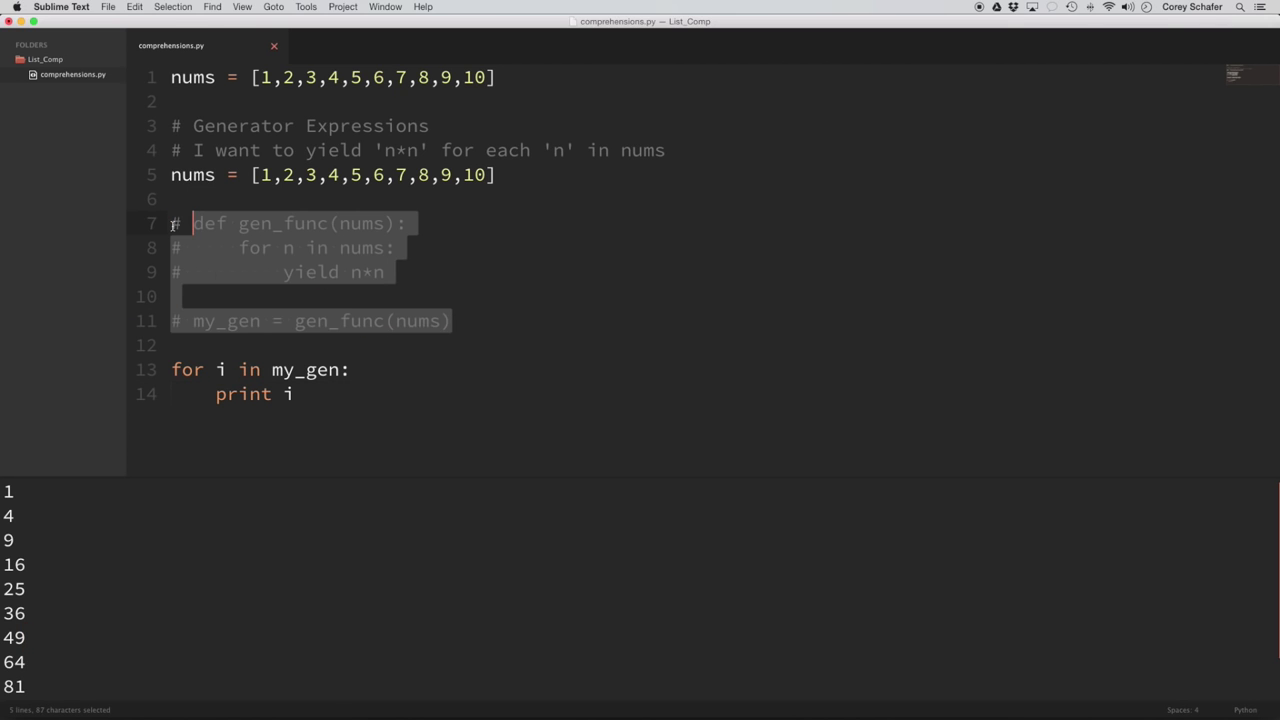 Sublime Text File Edit Selection Find View Goto Tools Project Window Help Corey Schafer
comprehensions.py — List_Comp
FOLDERS
List_Comp
comprehensions.py
comprehensions.py
1 nums = [1,2,3,4,5,6,7,8,9,10]
2
3 # Generator Expressions
4 # I want to yield 'n*n' for each 'n' in nums
5 nums = [1,2,3,4,5,6,7,8,9,10]
6
7 # def gen_func(nums):
8 #     for n in nums:
9 #         yield n*n
10
11 # my_gen = gen_func(nums)
12
13 for i in my_gen:
14     print i
1
4
9
16
25
36
49
64
81
5 lines, 87 characters selected Spaces: 4 Python